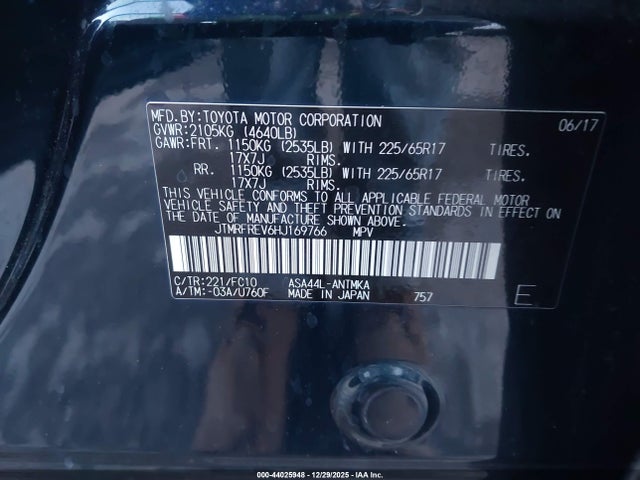 MFD.BY:TOYOTA MOTOR CORPORATION 06/17
GVWR:2105KG (4640LB)
GAWR:FRT. 1150KG (2535LB) WITH 225/65R17 TIRES.
17X7J RIMS.
RR. 1150KG (2535LB) WITH 225/65R17 TIRES.
17X7J RIMS.
THIS VEHICLE CONFORMS TO ALL APPLICABLE FEDERAL MOTOR
VEHICLE SAFETY AND THEFT PREVENTION STANDARDS IN EFFECT
ON THE DATE OF MANUFACTURE SHOWN ABOVE.
JTMRFREV6HJ169766 MPV
C/TR:221/FC10 ASA44L-ANTMKA
A/TM:-03A/U760F MADE IN JAPAN 757 E
000-44025948 - 12/29/2025 - IAA Inc.